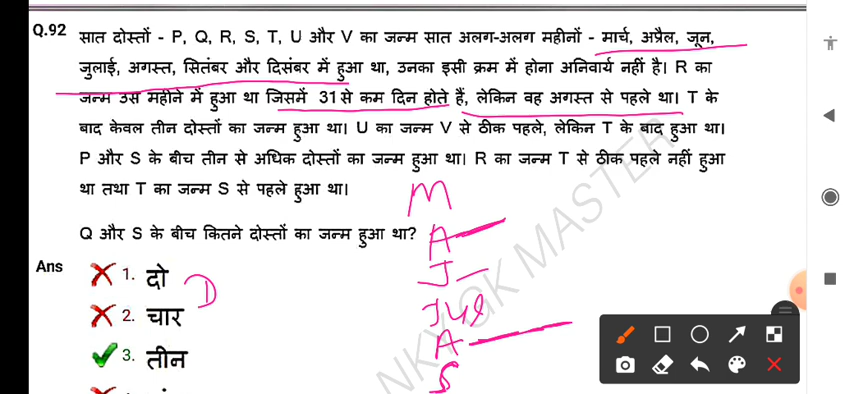 Q.92 सात दोस्तों - P, Q, R, S, T, U और V का जन्म सात अलग-अलग महीनों - मार्च, अप्रैल, जून,
जुलाई, अगस्त, सितंबर और दिसंबर में हुआ था, उनका इसी क्रम में होना अनिवार्य नहीं है। R का
जन्म उस महीने में हुआ था जिसमें 31 से कम दिन होते हैं, लेकिन वह अगस्त से पहले था। T के
बाद केवल तीन दोस्तों का जन्म हुआ था। U का जन्म V से ठीक पहले, लेकिन T के बाद हुआ था।
P और S के बीच तीन से अधिक दोस्तों का जन्म हुआ था। R का जन्म T से ठीक पहले नहीं हुआ
था तथा T का जन्म S से पहले हुआ था।
M
Q और S के बीच कितने दोस्तों का जन्म हुआ था?
A
Ans
1. दो
J
D
2. चार
Jul
A
3. तीन
S
NKY GK MASTER